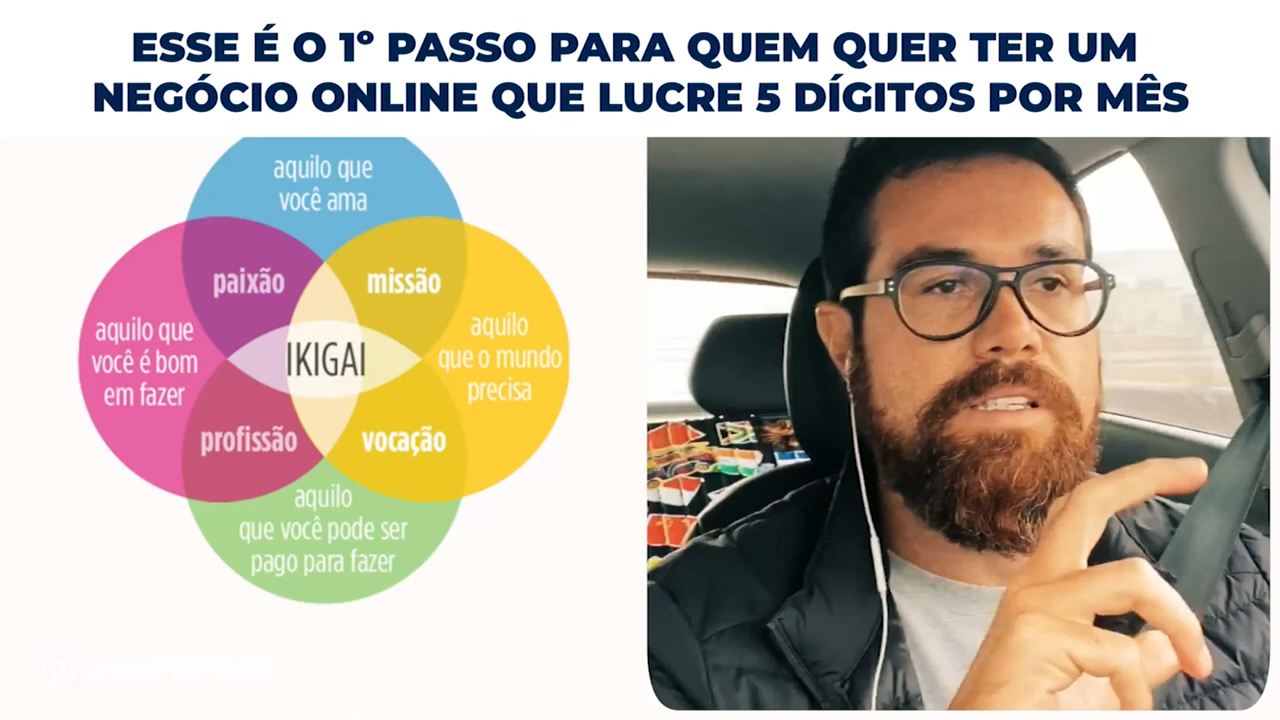 ESSE É O 1º PASSO PARA QUEM QUER TER UM
NEGÓCIO ONLINE QUE LUCRE 5 DÍGITOS POR MÊS
aquilo que
você ama
paixão
missão
aquilo que
você é bom
em fazer
IKIGAI
aquilo
que o mundo
precisa
profissão
vocação
aquilo
que você pode ser
pago para fazer